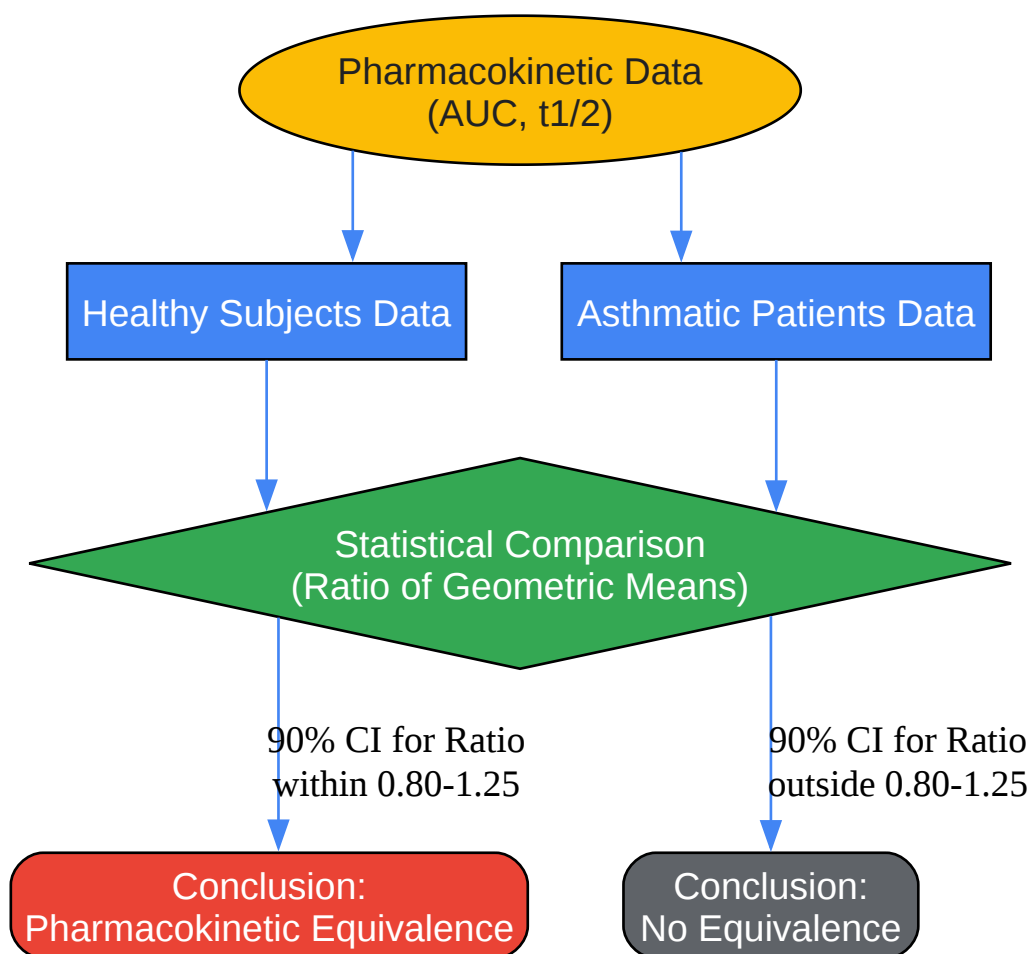 Pharmacokinetic Data
(AUC, t1/2)
Healthy Subjects Data
Asthmatic Patients Data
Statistical Comparison
(Ratio of Geometric Means)
90% CI for Ratio
within 0.80-1.25
90% CI for Ratio
outside 0.80-1.25
Conclusion:
Pharmacokinetic Equivalence
Conclusion:
No Equivalence